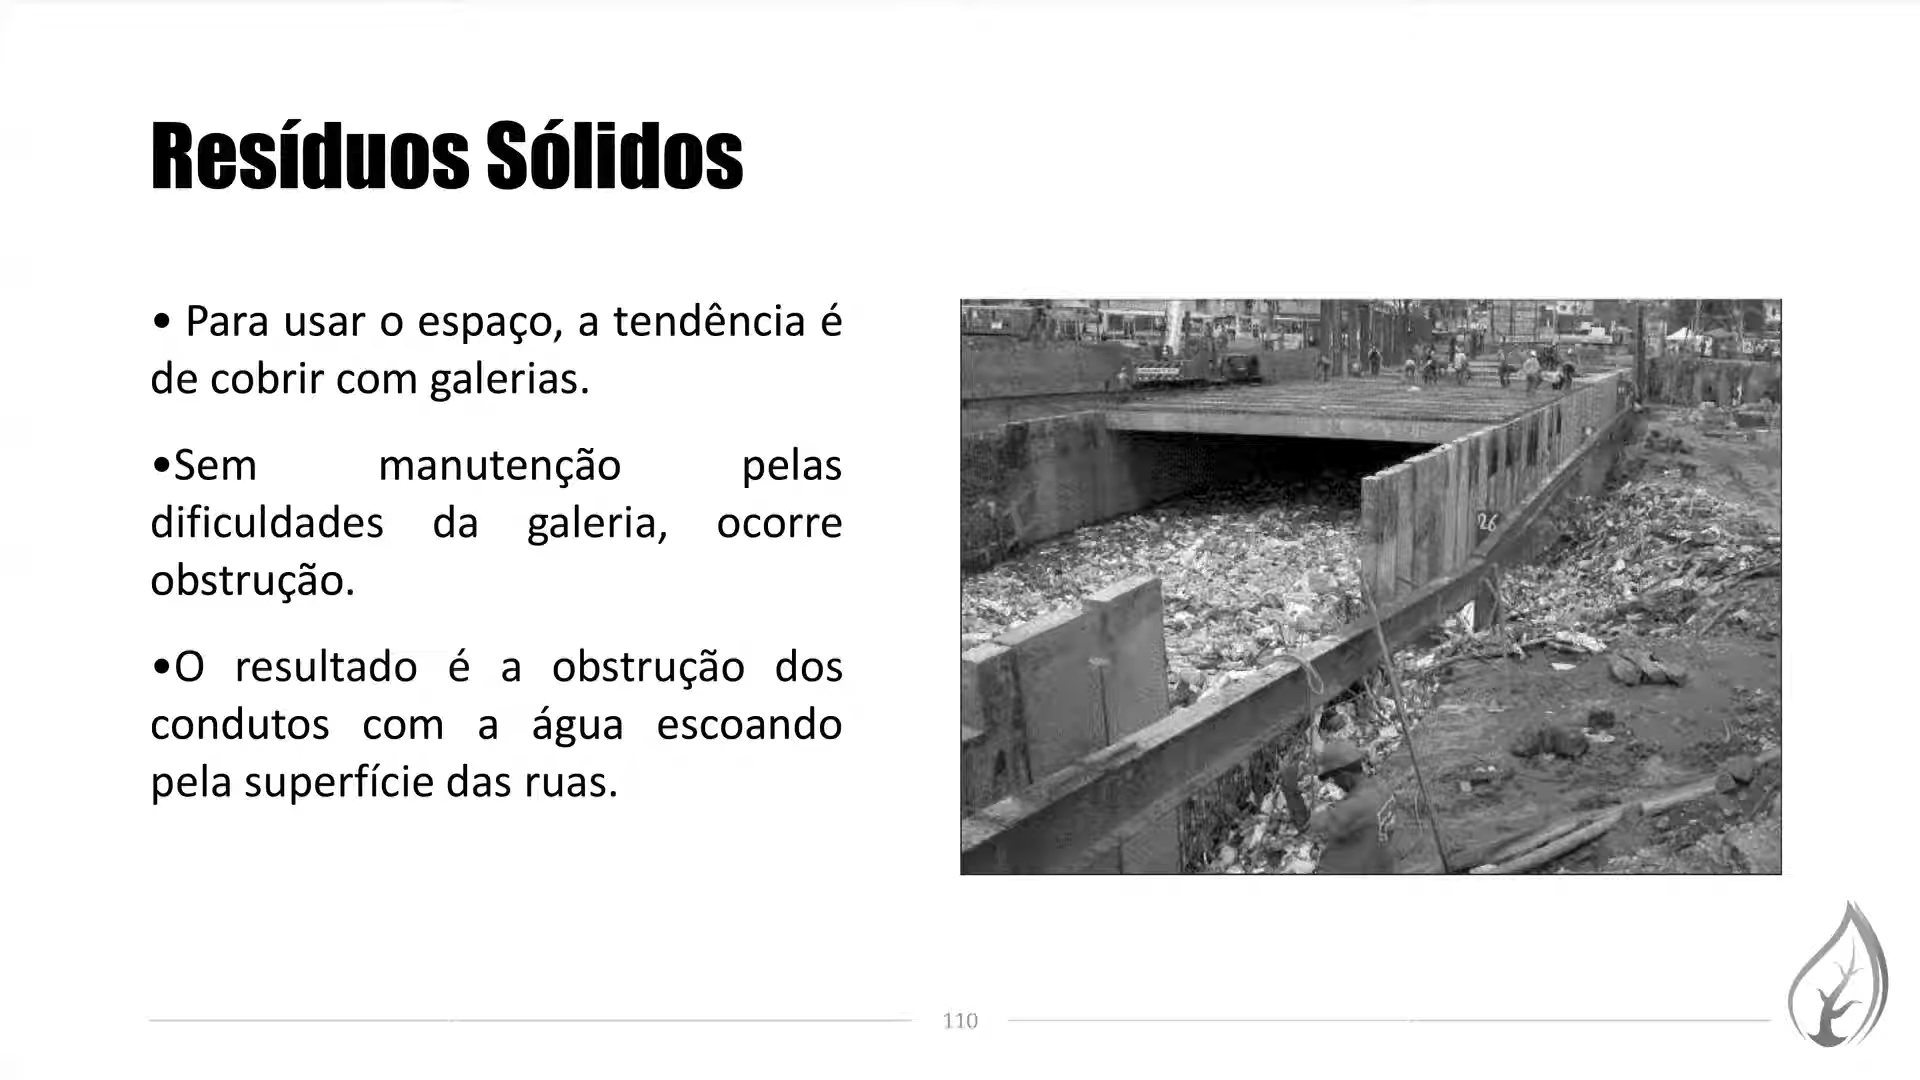 Resíduos Sólidos
• Para usar o espaço, a tendência é
de cobrir com galerias.
•Sem manutenção pelas
dificuldades da galeria, ocorre
obstrução.
•O resultado é a obstrução dos
condutos com a água escoando
pela superfície das ruas.
26
110